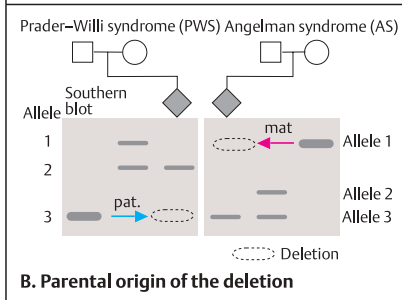 Prader–Willi syndrome (PWS) Angelman syndrome (AS)
Southern
Allele blot
mat
1
Allele 1
2
Allele 2
pat.
3
Allele 3
Deletion
B. Parental origin of the deletion